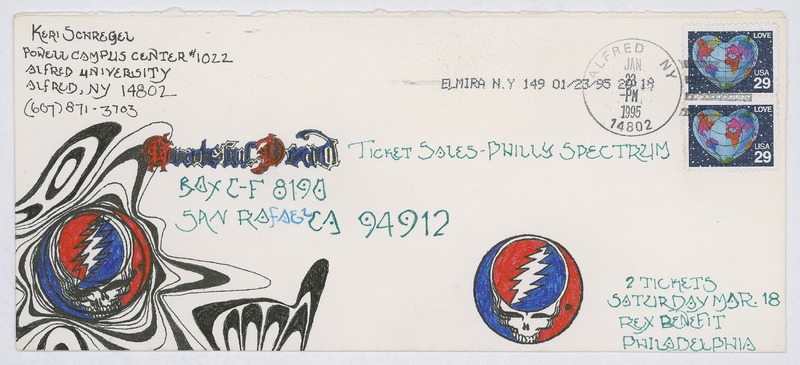 KERI SCHREGEL
POWELL CAMPUS CENTER #1022
ALFRED UNIVERSITY
ALFRED, NY 14802
(607) 871-3703
ELMIRA N.Y 149 01/23/95 20 19
ALFRED NY
JAN
23
-PM-
1995
14802
LOVE
USA
29
LOVE
USA
29
Grateful Dead TICKET SALES-PHILLY SPECTRUM
BOX C-F 8190
SAN RAFAEL CA 94912
2 TICKETS
SATURDAY MAR. 18
REX BENEFIT
PHILADELPHIA